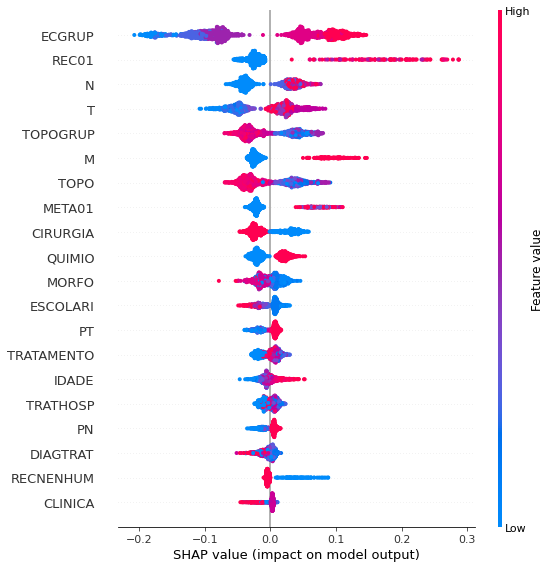 High
ECGRUP
REC01
N
T
TOPOGRUP
M
TOPO
META01
CIRURGIA
QUIMIO
MORFO
ESCOLARI
PT
TRATAMENTO
IDADE
TRATHOSP
PN
DIAGTRAT
RECNENHUM
CLINICA
Feature value
Low
−0.2 −0.1 0.0 0.1 0.2 0.3
SHAP value (impact on model output)